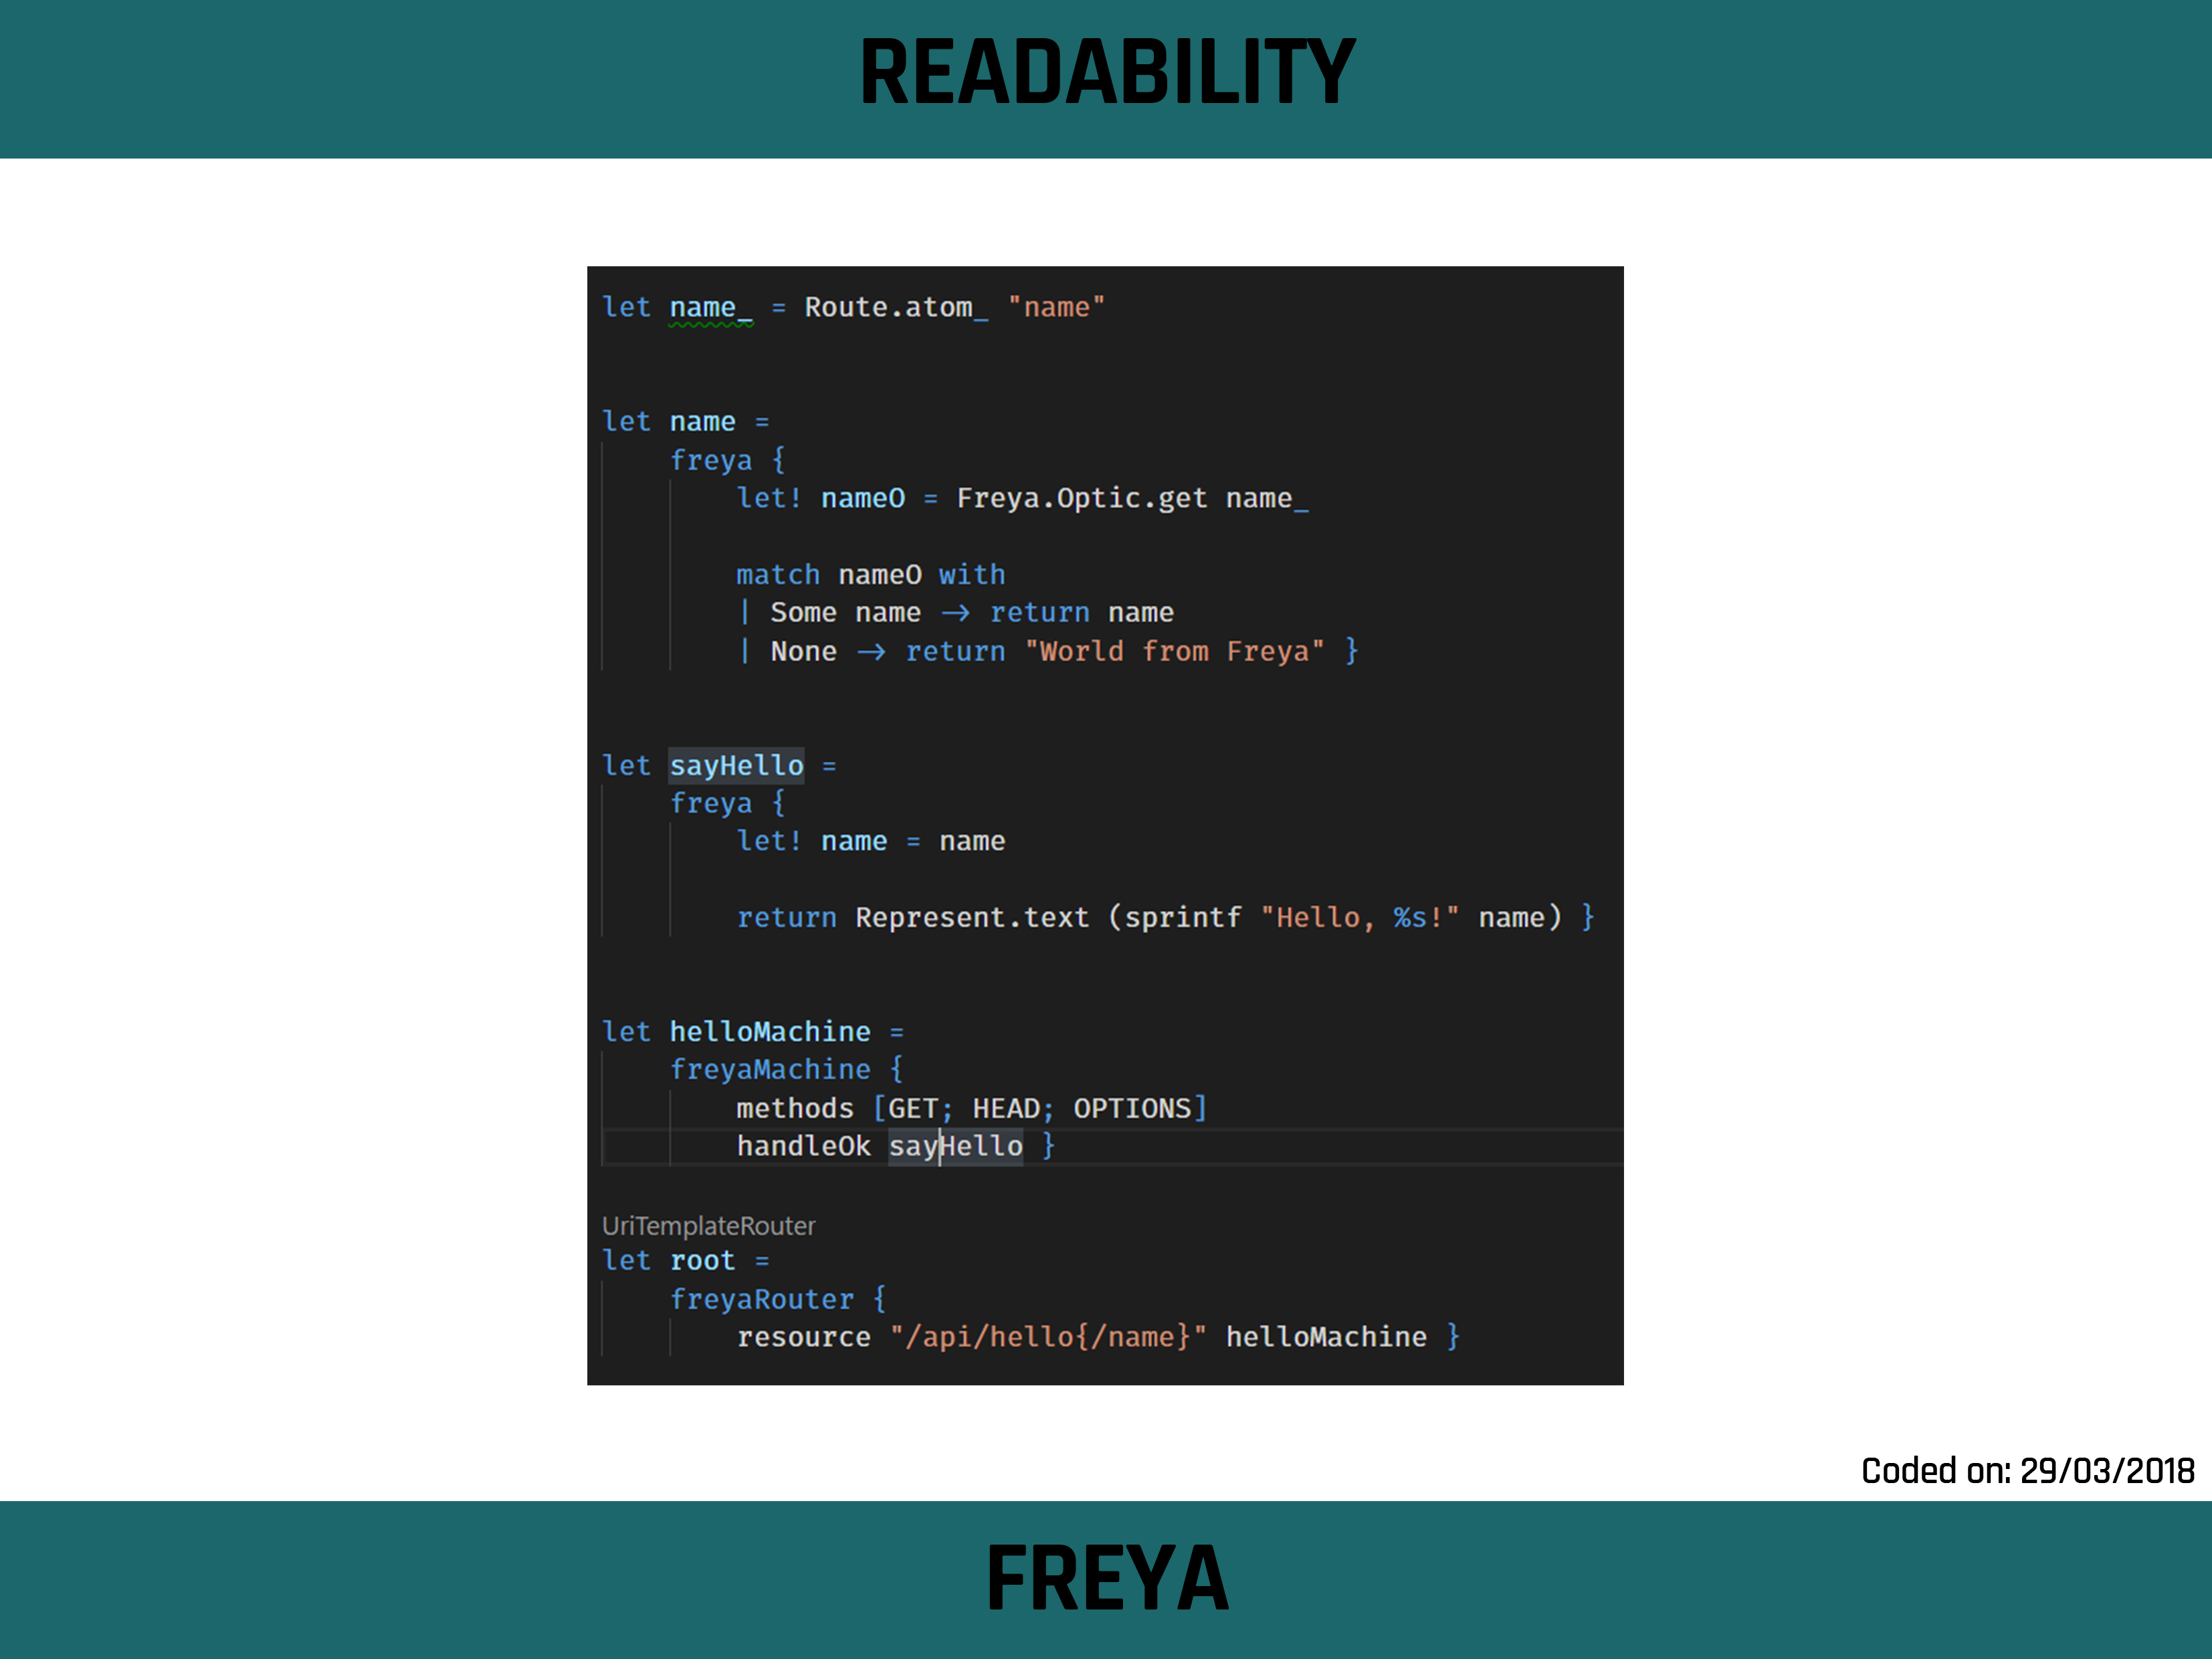 READABILITY
let name_ = Route.atom_ "name"
let name =
freya {
let! nameO = Freya.Optic.get name_
match nameO with
| Some name → return name
| None → return "World from Freya" }
let sayHello =
freya {
let! name = name
return Represent.text (sprintf "Hello, %s!" name) }
let helloMachine =
freyaMachine {
methods [GET; HEAD; OPTIONS]
handleOk sayHello }
UriTemplateRouter
let root =
freyaRouter {
resource "/api/hello{/name}" helloMachine }
Coded on: 29/03/2018
FREYA